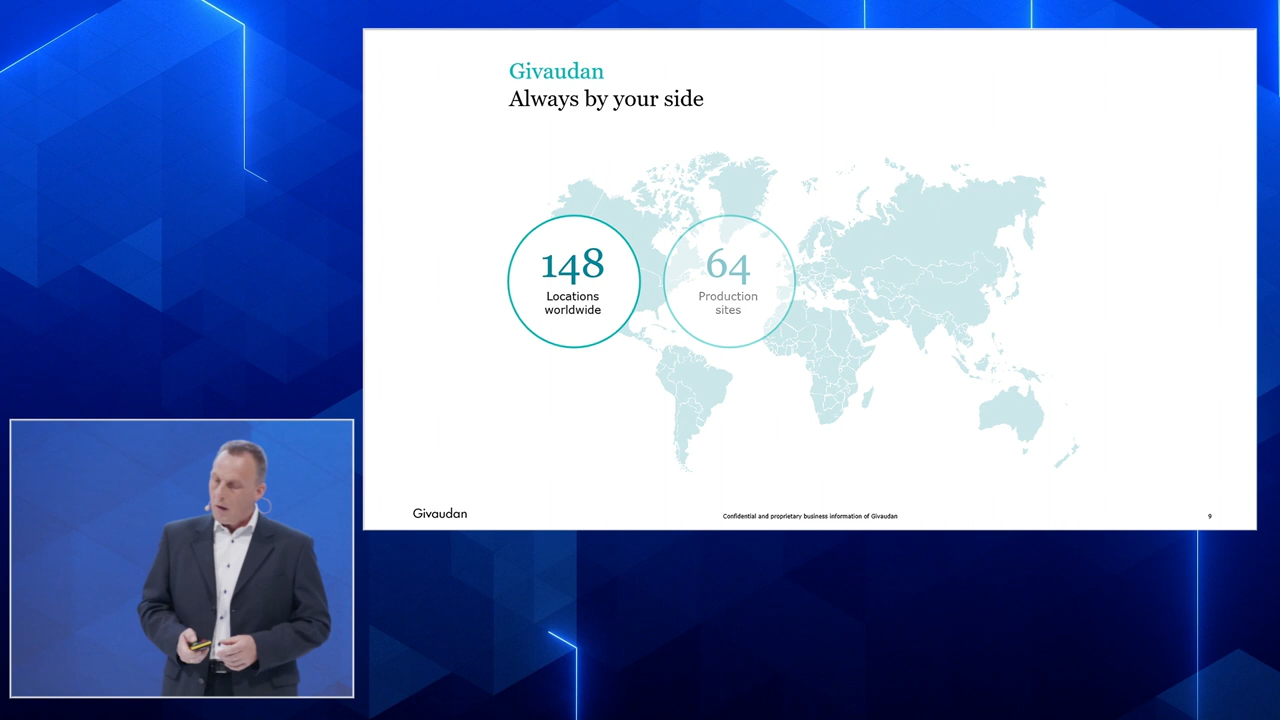 Givaudan
Always by your side
148
Locations
worldwide
64
Production
sites
Givaudan
Confidential and proprietary business information of Givaudan
9